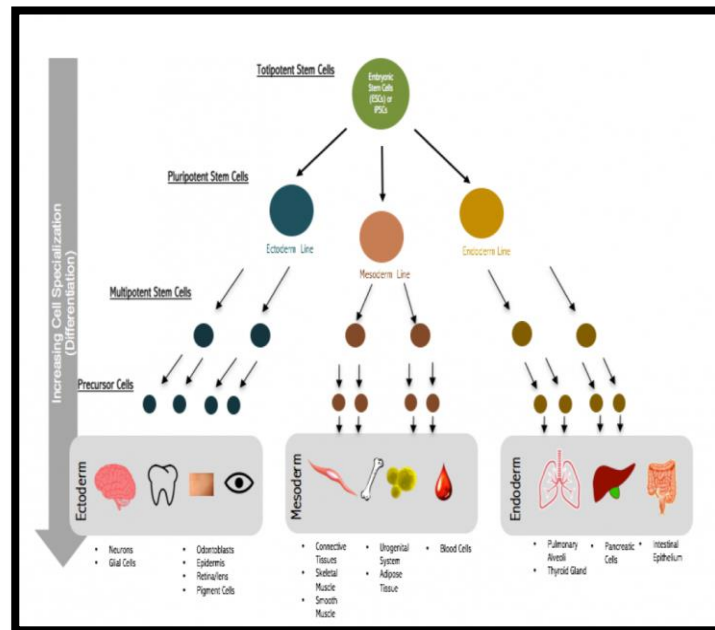 Totipotent Stem Cells
Embryonic
Stem Cells
(ESCs) or
iPSCs
Pluripotent Stem Cells
Ectoderm Line
Mesoderm Line
Endoderm Line
Multipotent Stem Cells
Precursor Cells
Increasing Cell Specialization
(Differentiation)
Ectoderm
Mesoderm
Endoderm
• Neurons
• Glial Cells
• Odontoblasts
• Epidermis
• Retina/lens
• Pigment Cells
• Connective
Tissues
• Skeletal
Muscle
• Smooth
Muscle
• Urogenital
System
• Adipose
Tissue
• Blood Cells
• Pulmonary
Alveoli
• Thyroid Gland
• Pancreatic
Cells
• Intestinal
Epithelium